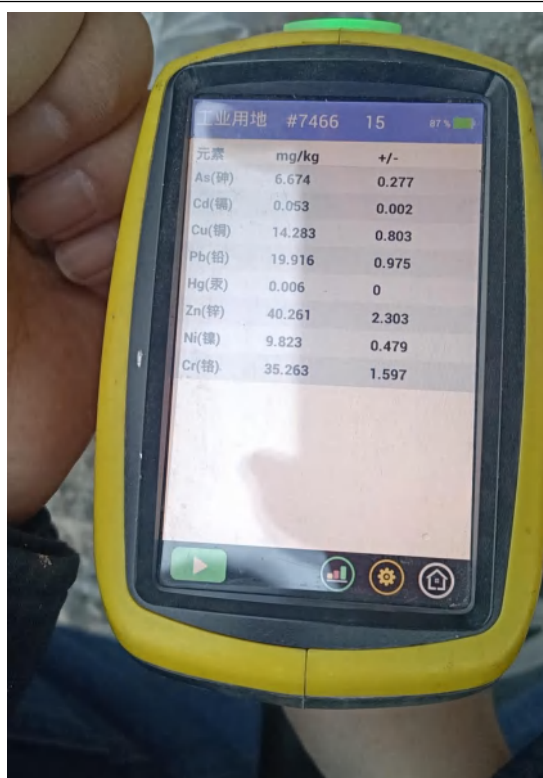 工业用地 #7466 15 87%
元素 mg/kg +/-
As(砷) 6.674 0.277
Cd(镉) 0.053 0.002
Cu(铜) 14.283 0.803
Pb(铅) 19.916 0.975
Hg(汞) 0.006 0
Zn(锌) 40.261 2.303
Ni(镍) 9.823 0.479
Cr(铬) 35.263 1.597